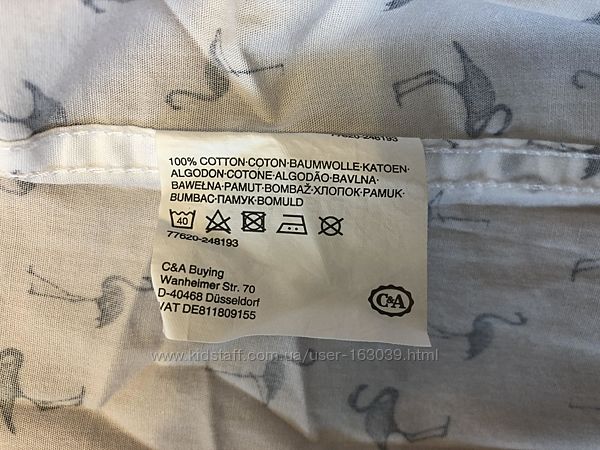 77620-248193
100% COTTON·COTON·BAUMWOLLE·KATOEN·
ALGODON·COTONE·ALGODÃO·BAVLNA·
BAWEŁNA·PAMUT·BOMBAŽ·ХЛОПОК·PAMUK·
BUMBAC·ПАМУК·BOMULD
40
77620-248193
C&A Buying
Wanheimer Str. 70
D-40468 Düsseldorf
VAT DE811809155
C&A
www.kidstaff.com.ua/user-163039.html